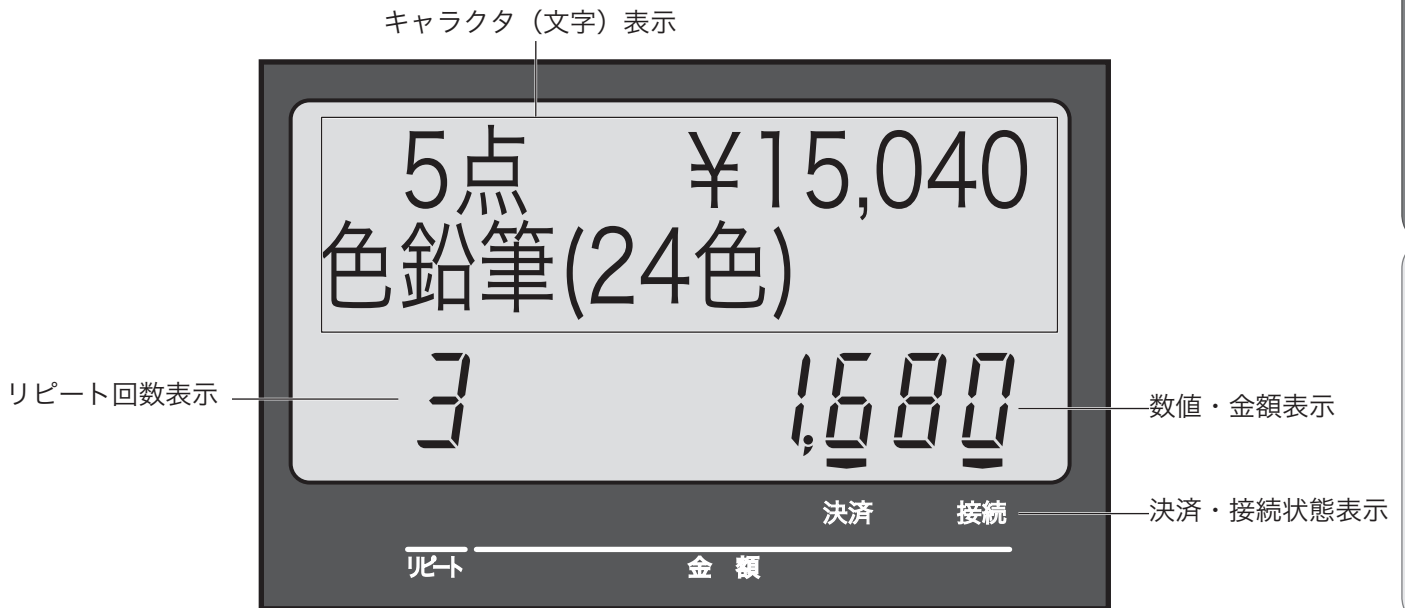 キャラクタ（文字）表示
5点 ¥15,040
色鉛筆(24色)
リピート回数表示
3 1,680
数値・金額表示
決済 接続
決済・接続状態表示
リピート 金 額